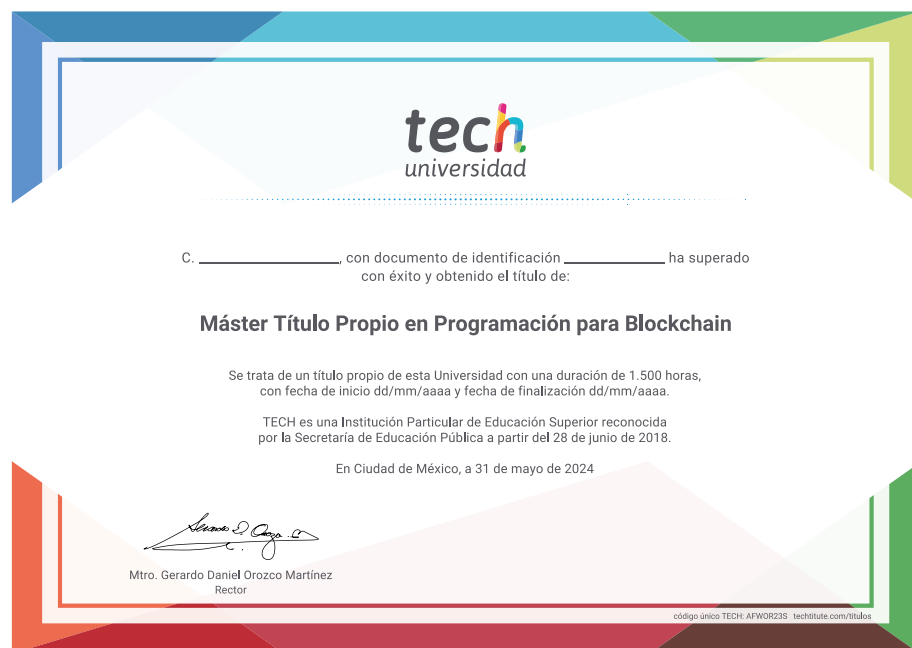 tech
universidad
C. __________, con documento de identificación __________ ha superado
con éxito y obtenido el título de:
Máster Título Propio en Programación para Blockchain
Se trata de un título propio de esta Universidad con una duración de 1.500 horas,
con fecha de inicio dd/mm/aaaa y fecha de finalización dd/mm/aaaa.
TECH es una Institución Particular de Educación Superior reconocida
por la Secretaría de Educación Pública a partir del 28 de junio de 2018.
En Ciudad de México, a 31 de mayo de 2024
Mtro. Gerardo Daniel Orozco Martínez
Rector
código único TECH: AFWOR23S techtitute.com/titulos